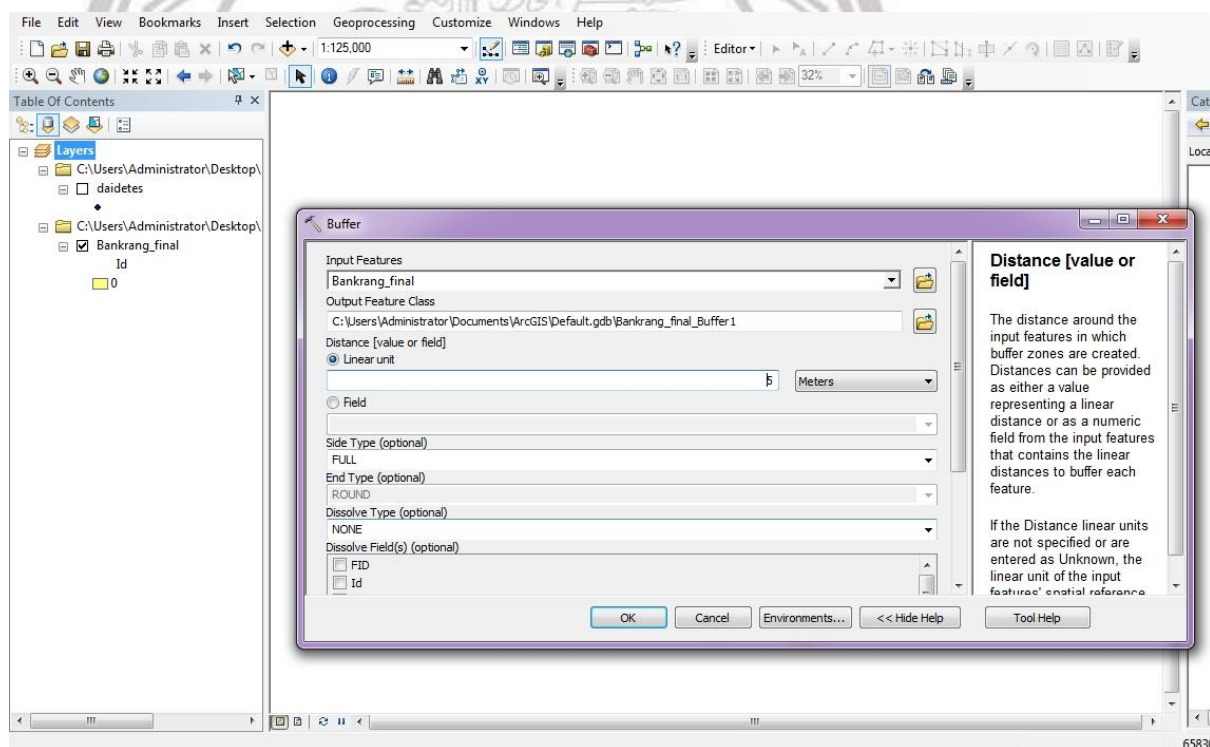 File Edit View Bookmarks Insert Selection Geoprocessing Customize Windows Help
1:125,000
Editor
32%
Table Of Contents
Layers
C:\Users\Administrator\Desktop\
daidetes
C:\Users\Administrator\Desktop\
Bankrang_final
Id
0
Buffer
Input Features
Bankrang_final
Output Feature Class
C:\Users\Administrator\Documents\ArcGIS\Default.gdb\Bankrang_final_Buffer1
Distance [value or field]
Linear unit
5 Meters
Field
Side Type (optional)
FULL
End Type (optional)
ROUND
Dissolve Type (optional)
NONE
Dissolve Field(s) (optional)
FID
Id
OK Cancel Environments... << Hide Help Tool Help
Distance [value or
field]
The distance around the
input features in which
buffer zones are created.
Distances can be provided
as either a value
representing a linear
distance or as a numeric
field from the input features
that contains the linear
distances to buffer each
feature.
If the Distance linear units
are not specified or are
entered as Unknown, the
linear unit of the input
features' spatial reference
Cat
Loca
6583